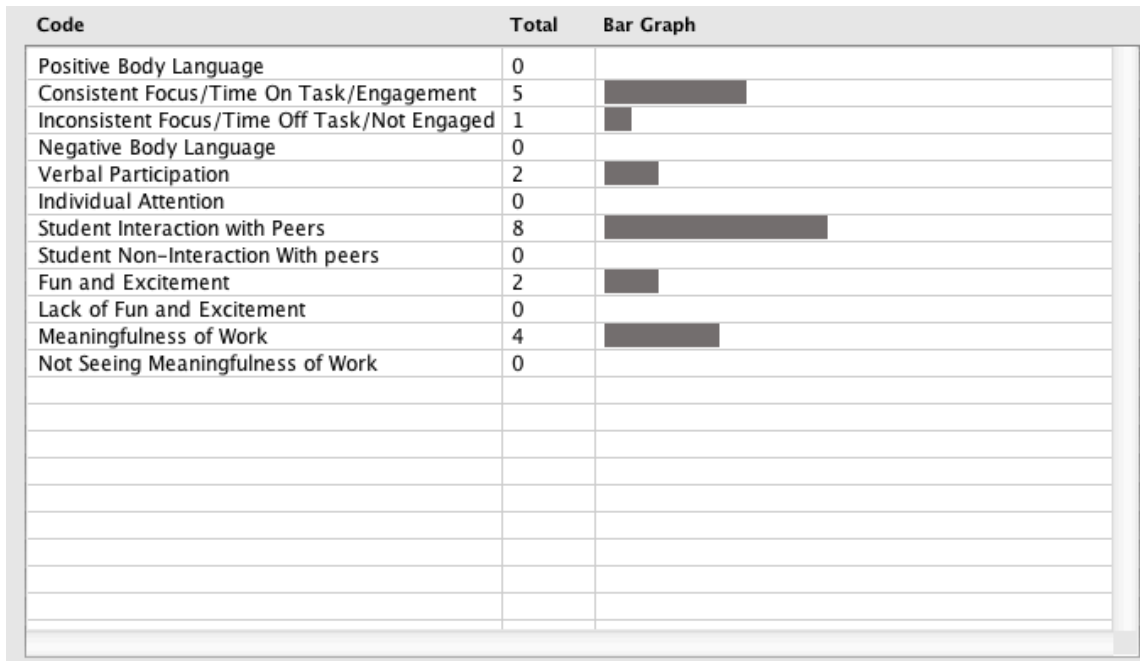 Code Total Bar Graph
Positive Body Language 0
Consistent Focus/Time On Task/Engagement 5
Inconsistent Focus/Time Off Task/Not Engaged 1
Negative Body Language 0
Verbal Participation 2
Individual Attention 0
Student Interaction with Peers 8
Student Non-Interaction With peers 0
Fun and Excitement 2
Lack of Fun and Excitement 0
Meaningfulness of Work 4
Not Seeing Meaningfulness of Work 0